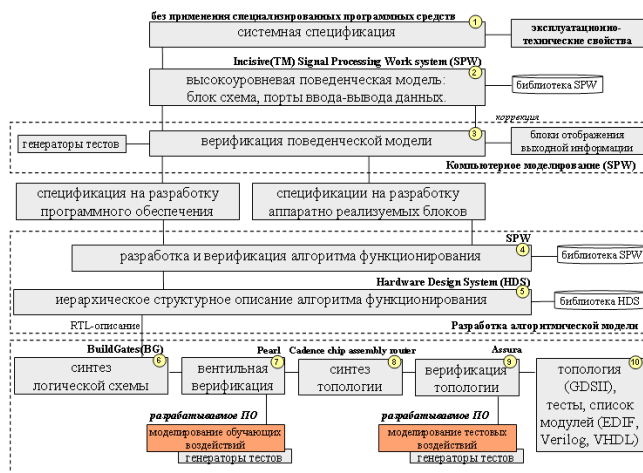 без применения специализированных программных средств
1
системная спецификация
эксплуатационно-
технические свойства
Incisive(TM) Signal Processing Work system (SPW)
2
высокоуровневая поведенческая модель:
блок схема, порты ввода-вывода данных.
библиотека SPW
коррекция
3
генераторы тестов
верификация поведенческой модели
блоки отображения
выходной информации
Компьютерное моделирование (SPW)
спецификация на разработку
программного обеспечения
спецификации на разработку
аппаратно реализуемых блоков
SPW
4
разработка и верификация алгоритма функционирования
библиотека SPW
Hardware Design System (HDS)
5
иерархическое структурное описание алгоритма функционирования
библиотека HDS
RTL-описание
Разработка алгоритмической модели
BuildGates(BG)
Pearl
Cadence chip assembly router
Assura
6
7
8
9
10
синтез
логической схемы
вентильная
верификация
синтез
топологии
верификация
топологии
топология
(GDSII),
тесты, список
модулей (EDIF,
Verilog, VHDL)
разрабатываемое ПО
моделирование обучающих
воздействий
генераторы тестов
разрабатываемое ПО
моделирование тестовых
воздействий
генераторы тестов